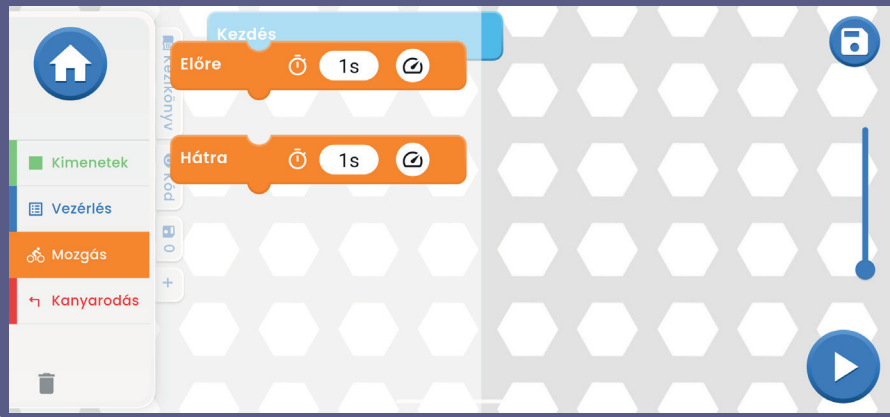 Kezdés
Előre
1s
Hátra
1s
Kézikönyv
Kód
0
+
Kimenetek
Vezérlés
Mozgás
Kanyarodás